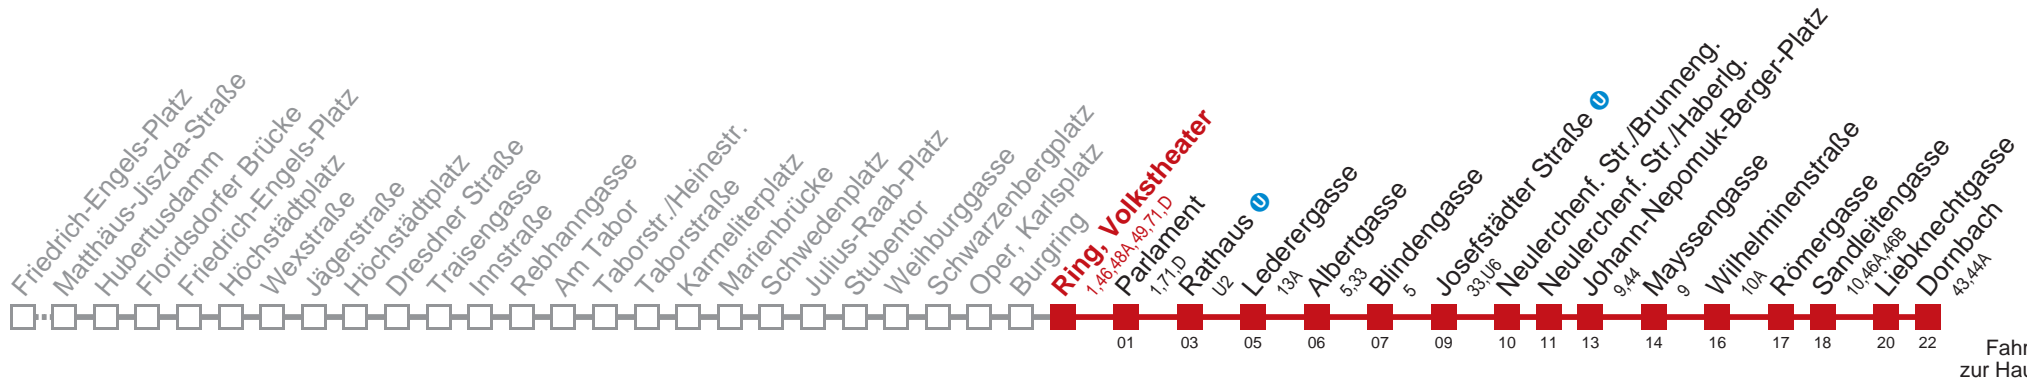 Friedrich-Engels-Platz
Matthäus-Jiszda-Straße
Hubertusdamm
Floridsdorfer Brücke
Friedrich-Engels-Platz
Höchstädtplatz
Wexstraße
Jägerstraße
Höchstädtplatz
Dresdner Straße
Traisengasse
Innstraße
Rebhanngasse
Am Tabor
Taborstr./Heinestr.
Taborstraße
Karmeliterplatz
Marienbrücke
Schwedenplatz
Julius-Raab-Platz
Stubentor
Weihburggasse
Schwarzenbergplatz
Oper, Karlsplatz
Burgring
Ring, Volkstheater
1,46,48A,49,71,D
Parlament
1,71,D
Rathaus U
U2
Lederergasse
13A
Albertgasse
5,33
Blindengasse
5
Josefstädter Straße U
33,U6
Neulerchenf. Str./Brunneng.
Neulerchenf. Str./Haberlg.
Johann-Nepomuk-Berger-Platz
9,44
Mayssengasse
9
Wilhelminenstraße
10A
Römergasse
Sandleitengasse
10,46A,46B
Liebknechtgasse
Dornbach
43,44A
01 03 05 06 07 09 10 11 13 14 16 17 18 20 22
Fahr
zur Hau